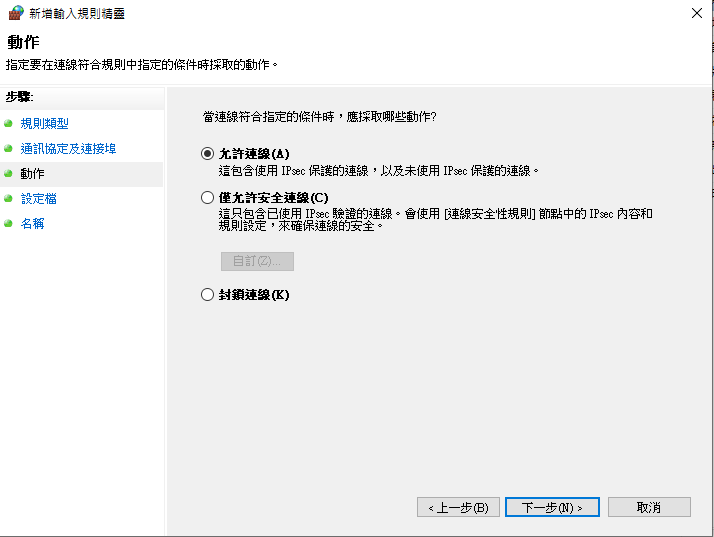 新增輸入規則精靈
動作
指定要在連線符合規則中指定的條件時採取的動作。
步驟:
規則類型
通訊協定及連接埠
動作
設定檔
名稱
當連線符合指定的條件時，應採取哪些動作?
允許連線(A)
這包含使用 IPsec 保護的連線，以及未使用 IPsec 保護的連線。
僅允許安全連線(C)
這只包含已使用 IPsec 驗證的連線。會使用 [連線安全性規則] 節點中的 IPsec 內容和
規則設定，來確保連線的安全。
自訂(Z)...
封鎖連線(K)
< 上一步(B)
下一步(N) >
取消